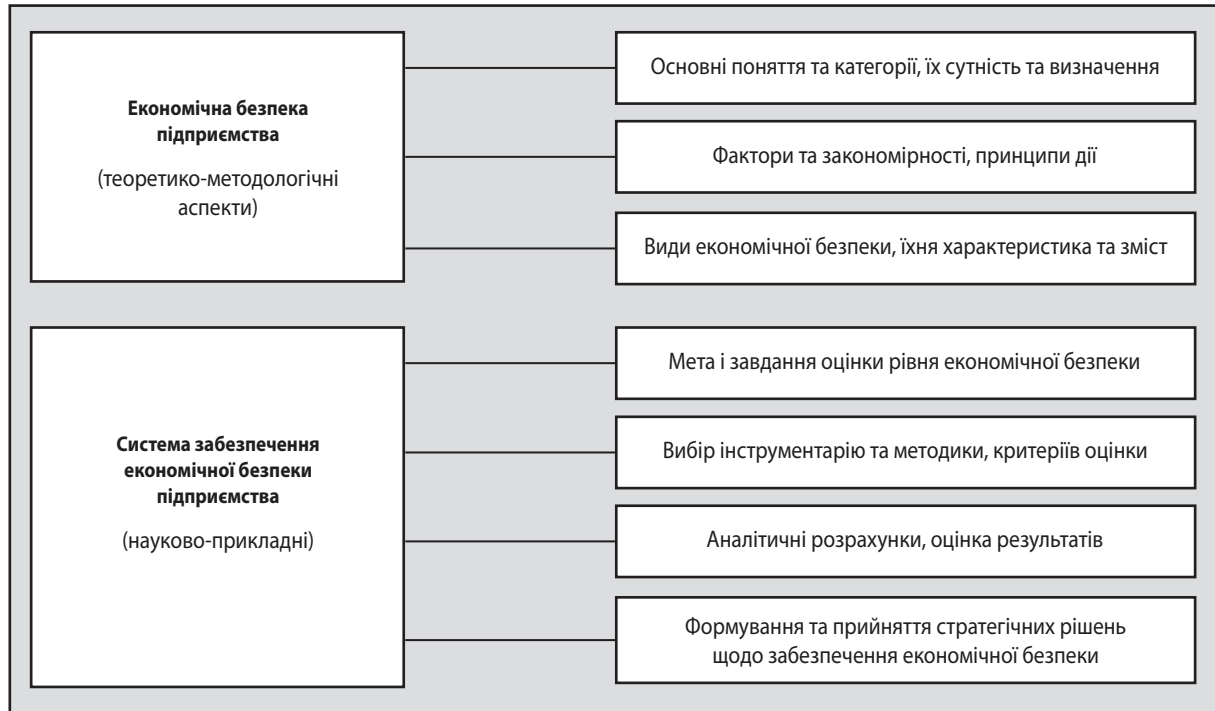 Економічна безпека
підприємства
(теоретико-методологічні
аспекти)
Основні поняття та категорії, їх сутність та визначення
Фактори та закономірності, принципи дії
Види економічної безпеки, їхня характеристика та зміст
Система забезпечення
економічної безпеки
підприємства
(науково-прикладні)
Мета і завдання оцінки рівня економічної безпеки
Вибір інструментарію та методики, критеріїв оцінки
Аналітичні розрахунки, оцінка результатів
Формування та прийняття стратегічних рішень
щодо забезпечення економічної безпеки